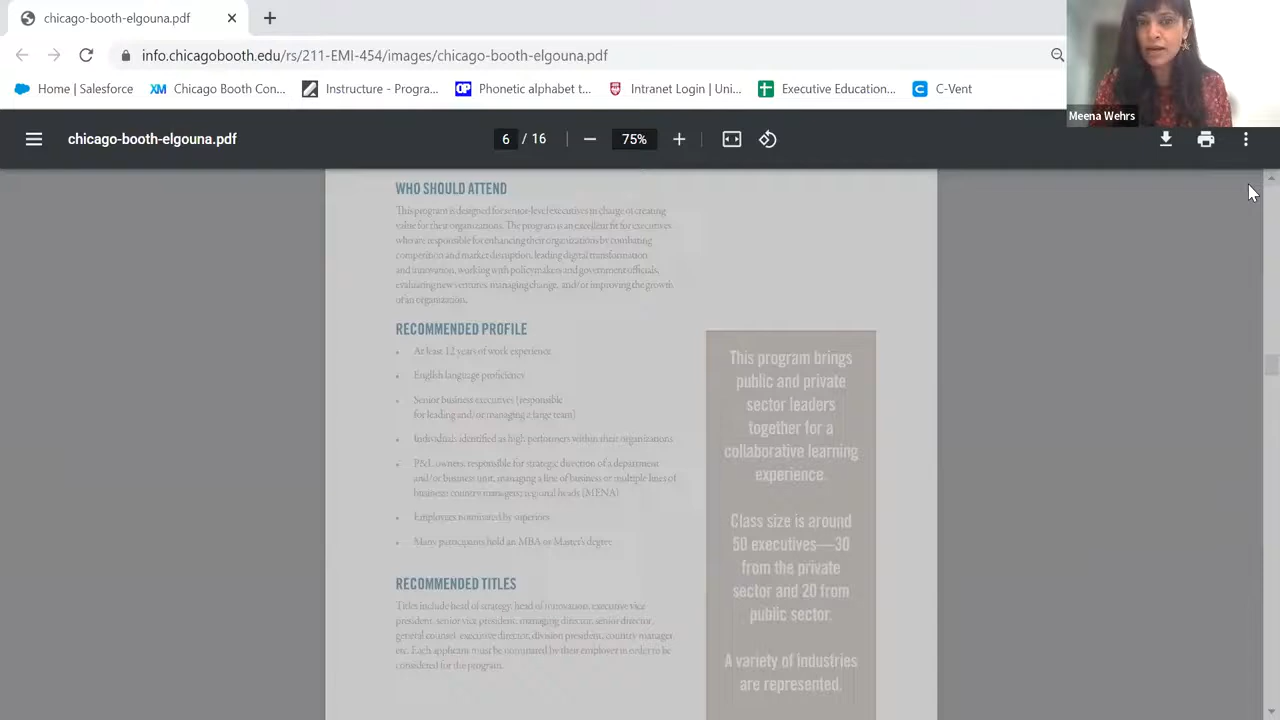 chicago-booth-elgouna.pdf
info.chicagobooth.edu/rs/211-EMI-454/images/chicago-booth-elgouna.pdf
Home | Salesforce
XM
Chicago Booth Con...
Instructure - Progra...
OP
Phonetic alphabet t...
Intranet Login | Uni...
Executive Education...
C-Vent
Meena Wehrs
chicago-booth-elgouna.pdf
6 / 16
75%
WHO SHOULD ATTEND
This program is designed for senior-level executives in charge of creating
value for their organizations. The program is an excellent fit for executives
who are responsible for enhancing their organizations by combating
competition and market disruption, leading digital transformation
and innovation, working with policymakers and government officials,
evaluating new ventures, managing change, and/or improving the growth
of an organization.
RECOMMENDED PROFILE
• At least 12 years of work experience
• English language proficiency
• Senior business executives (responsible
for leading and/or managing a large team)
• Individuals identified as high performers within their organizations
• P&L owners, responsible for strategic direction of a department
and/or business unit, managing a line of business or multiple lines of
business; country managers; regional heads (MENA)
• Employees nominated by superiors
• Many participants hold an MBA or Master's degree
RECOMMENDED TITLES
Titles include head of strategy, head of innovation, executive vice
president, senior vice president, managing director, senior director,
general counsel, executive director, division president, country manager
etc. Each applicant must be nominated by their employer in order to be
considered for the program.
This program brings
public and private
sector leaders
together for a
collaborative learning
experience.
Class size is around
50 executives—30
from the private
sector and 20 from
public sector.
A variety of industries
are represented.